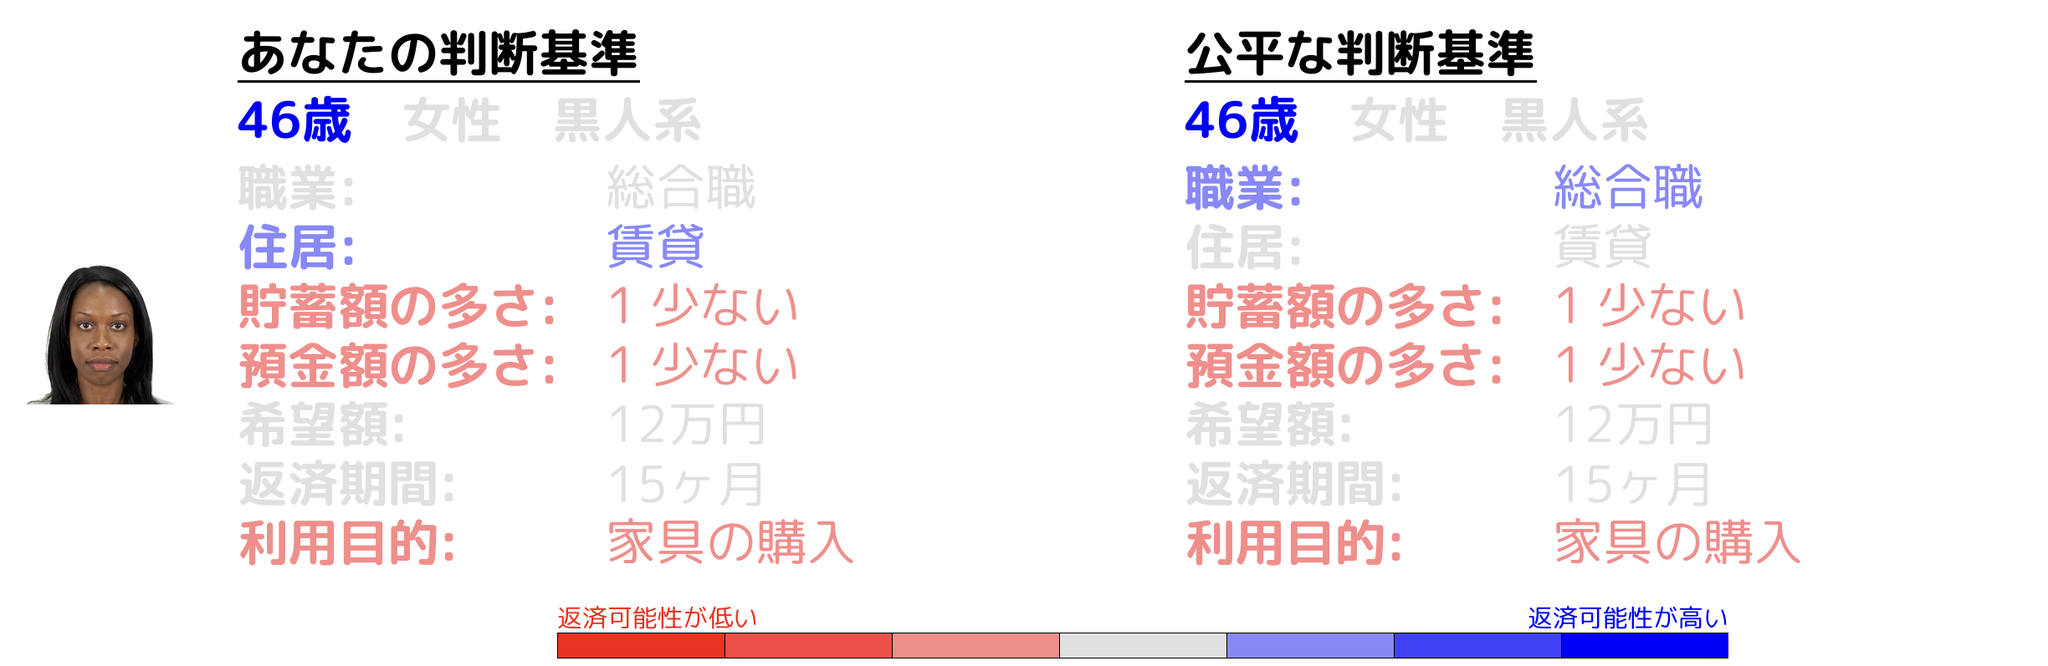 あなたの判断基準
46歳 女性 黒人系
職業: 総合職
住居: 賃貸
貯蓄額の多さ: 1 少ない
預金額の多さ: 1 少ない
希望額: 12万円
返済期間: 15ヶ月
利用目的: 家具の購入
公平な判断基準
46歳 女性 黒人系
職業: 総合職
住居: 賃貸
貯蓄額の多さ: 1 少ない
預金額の多さ: 1 少ない
希望額: 12万円
返済期間: 15ヶ月
利用目的: 家具の購入
返済可能性が低い
返済可能性が高い